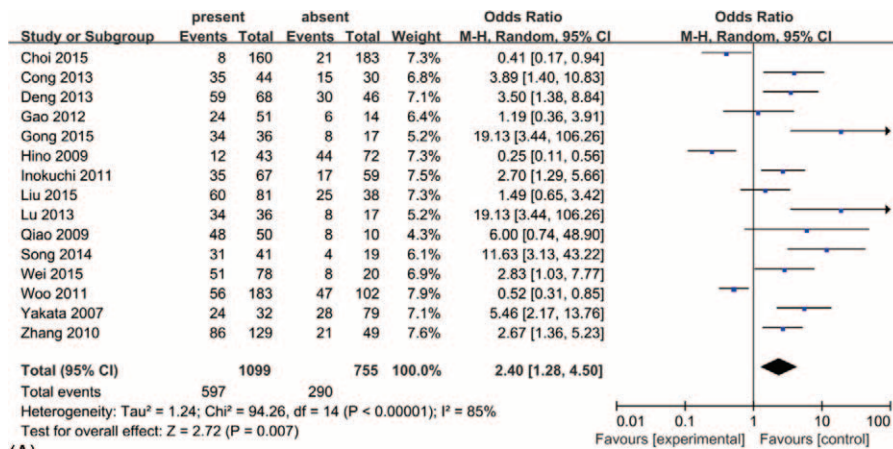 present absent Odds Ratio Odds Ratio
Study or Subgroup Events Total Events Total Weight M-H, Random, 95% CI M-H, Random, 95% CI
Choi 2015 8 160 21 183 7.3% 0.41 [0.17, 0.94]
Cong 2013 35 44 15 30 6.8% 3.89 [1.40, 10.83]
Deng 2013 59 68 30 46 7.1% 3.50 [1.38, 8.84]
Gao 2012 24 51 6 14 6.4% 1.19 [0.36, 3.91]
Gong 2015 34 36 8 17 5.2% 19.13 [3.44, 106.26]
Hino 2009 12 43 44 72 7.3% 0.25 [0.11, 0.56]
Inokuchi 2011 35 67 17 59 7.5% 2.70 [1.29, 5.66]
Liu 2015 60 81 25 38 7.3% 1.49 [0.65, 3.42]
Lu 2013 34 36 8 17 5.2% 19.13 [3.44, 106.26]
Qiao 2009 48 50 8 10 4.3% 6.00 [0.74, 48.90]
Song 2014 31 41 4 19 6.1% 11.63 [3.13, 43.22]
Wei 2015 51 78 8 20 6.9% 2.83 [1.03, 7.77]
Woo 2011 56 183 47 102 7.9% 0.52 [0.31, 0.85]
Yakata 2007 24 32 28 79 7.1% 5.46 [2.17, 13.76]
Zhang 2010 86 129 21 49 7.6% 2.67 [1.36, 5.23]
Total (95% CI) 1099 755 100.0% 2.40 [1.28, 4.50]
Total events 597 290
Heterogeneity: Tau² = 1.24; Chi² = 94.26, df = 14 (P < 0.00001); I² = 85%
Test for overall effect: Z = 2.72 (P = 0.007)
0.01 0.1 1 10 100
Favours [experimental] Favours [control]